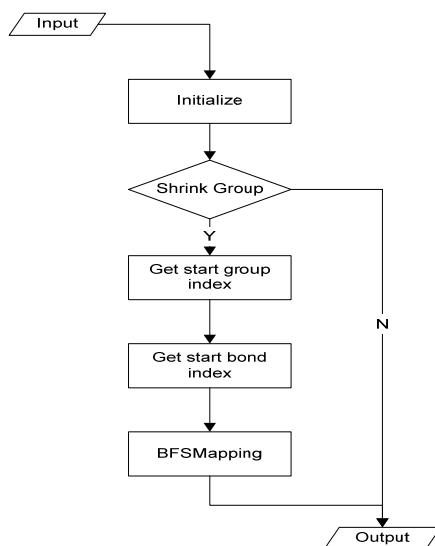 Input
Initialize
Shrink Group
Y
Get start group
index
N
Get start bond
index
BFSMapping
Output